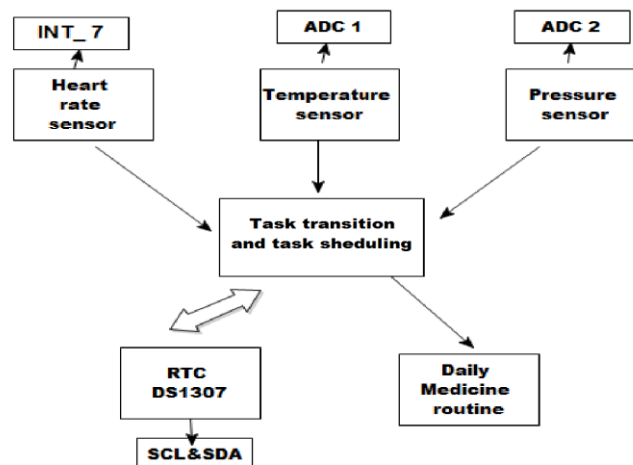 INT_ 7
ADC 1
ADC 2
Heart
rate
sensor
Temperature
sensor
Pressure
sensor
Task transition
and task sheduling
RTC
DS1307
Daily
Medicine
routine
SCL&SDA